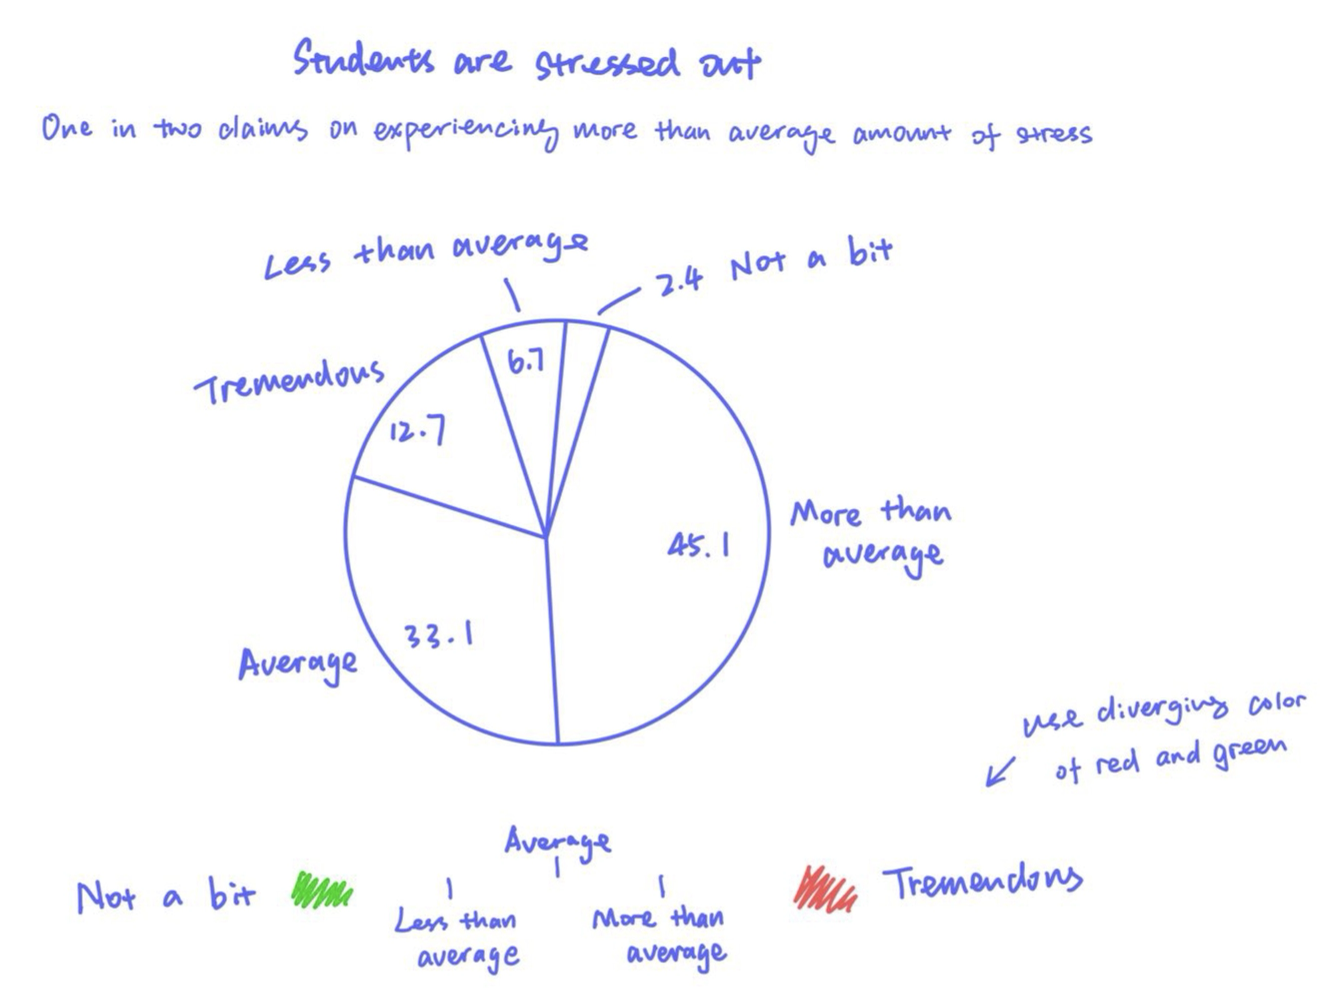 Students are stressed out
One in two claims on experiencing more than average amount of stress
Less than average
2.4 Not a bit
6.7
Tremendous
12.7
More than
average
45.1
33.1
Average
use diverging color
of red and green
Average
Not a bit
Less than
average
More than
average
Tremendous